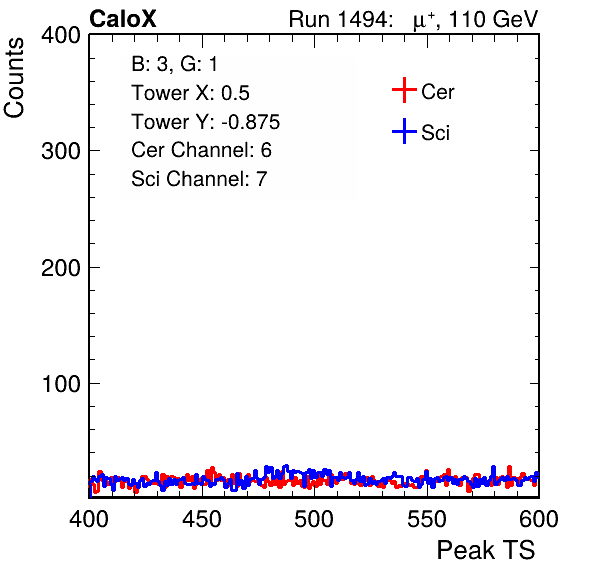 CaloX Run 1494: μ⁺, 110 GeV
Counts
400
300
200
100
B: 3, G: 1
Tower X: 0.5
Tower Y: -0.875
Cer Channel: 6
Sci Channel: 7
Cer
Sci
400 450 500 550 600
Peak TS